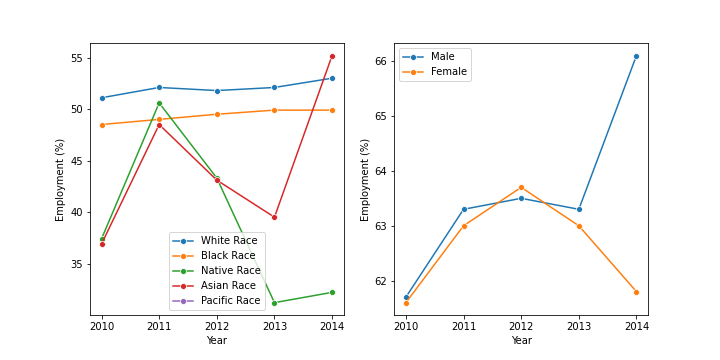 55
50
45
40
35
Employment (%)
White Race
Black Race
Native Race
Asian Race
Pacific Race
2010 2011 2012 2013 2014
Year
66
65
64
63
62
Employment (%)
Male
Female
2010 2011 2012 2013 2014
Year